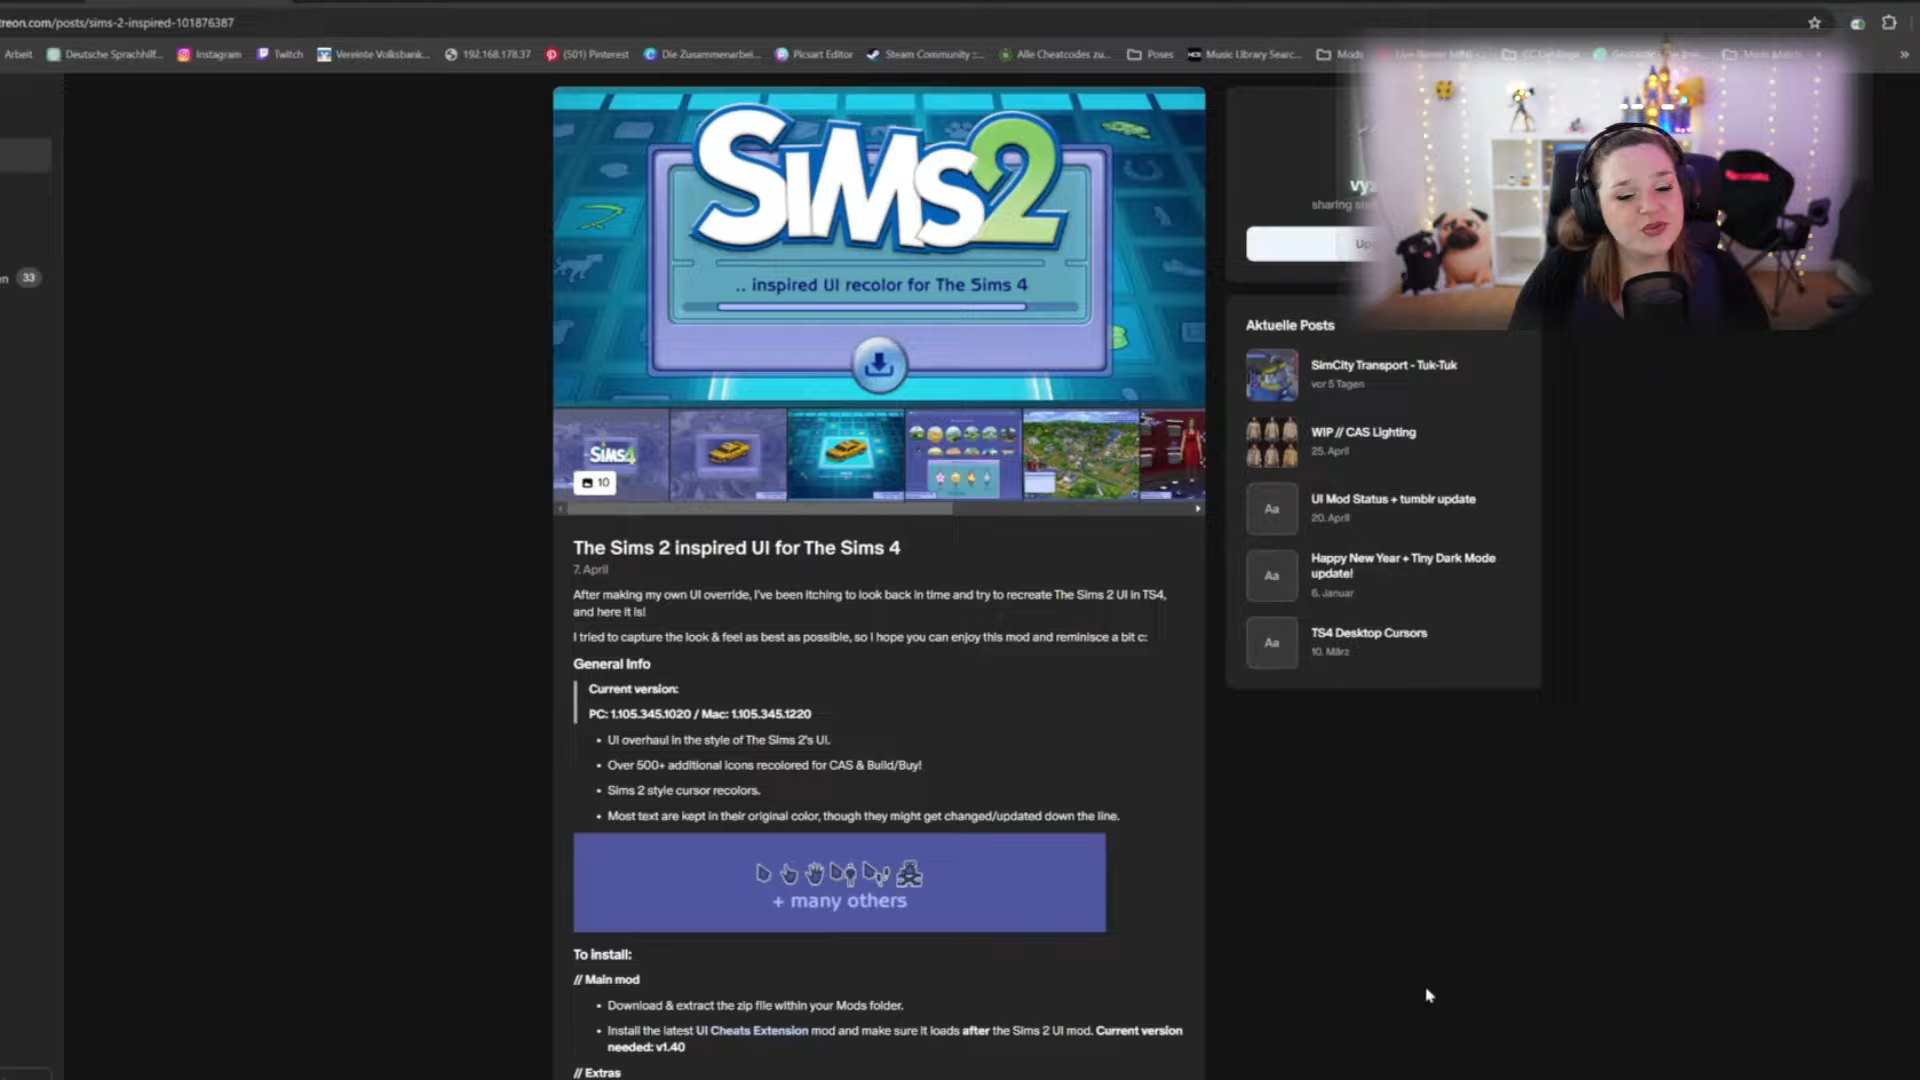 treon.com/posts/sims-2-inspired-101876387
Arbeit
Deutsche Sprachhilf...
Instagram
Twitch
Vereinte Volksbank...
192.168.178.37
(501) Pinterest
Die Zusammenarbei...
Picsart Editor
Steam Community ::...
Alle Cheatcodes zu...
Poses
Music Library Searc...
Mods
»
SiMS 2
.. inspired UI recolor for The Sims 4
en
33
SiMS4
10
The Sims 2 inspired UI for The Sims 4
7. April
After making my own UI override, I've been itching to look back in time and try to recreate The Sims 2 UI in TS4,
and here it is!
I tried to capture the look & feel as best as possible, so I hope you can enjoy this mod and reminisce a bit c:
General Info
Current version:
PC: 1.105.345.1020 / Mac: 1.105.345.1220
• UI overhaul in the style of The Sims 2's UI.
• Over 500+ additional icons recolored for CAS & Build/Buy!
• Sims 2 style cursor recolors.
• Most text are kept in their original color, though they might get changed/updated down the line.
+ many others
To install:
// Main mod
• Download & extract the zip file within your Mods folder.
• Install the latest UI Cheats Extension mod and make sure it loads after the Sims 2 UI mod. Current version
needed: v1.40
// Extras
sharing
Aktuelle Posts
SimCity Transport - Tuk-Tuk
vor 5 Tagen
WIP // CAS Lighting
25. April
Aa
UI Mod Status + tumblr update
20. April
Aa
Happy New Year + Tiny Dark Mode
update!
6. Januar
Aa
TS4 Desktop Cursors
10. März